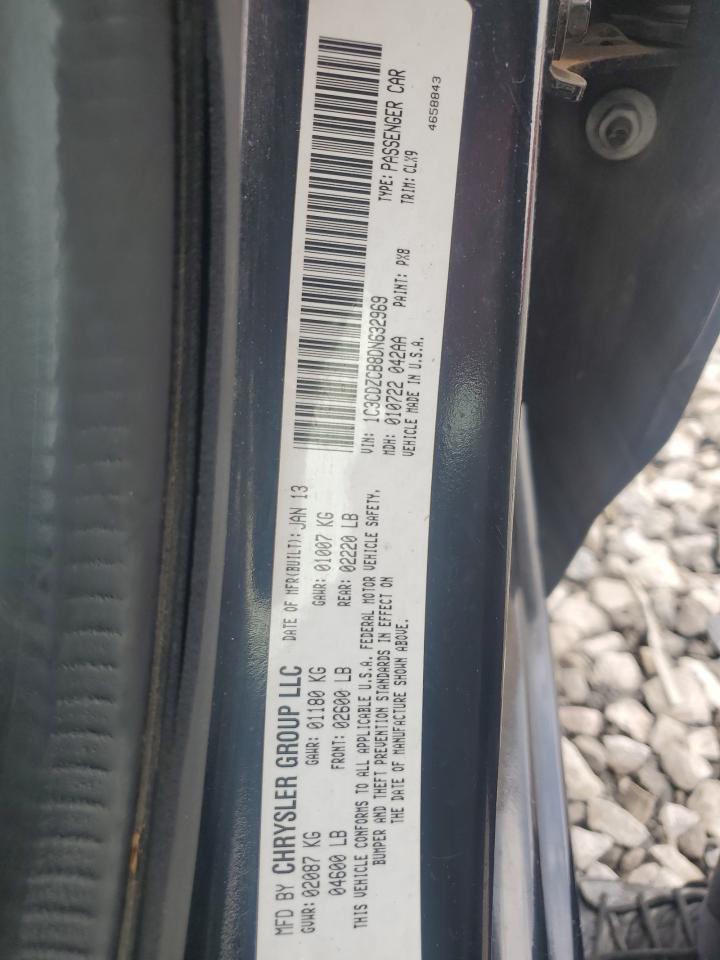 MFD BY CHRYSLER GROUP LLC DATE OF MFR(BUILT): JAN 13
GVWR: 02087 KG GAWR: 01180 KG GAWR: 01007 KG
04600 LB FRONT: 02600 LB REAR: 02220 LB
THIS VEHICLE CONFORMS TO ALL APPLICABLE U.S.A. FEDERAL MOTOR VEHICLE SAFETY,
BUMPER AND THEFT PREVENTION STANDARDS IN EFFECT ON
THE DATE OF MANUFACTURE SHOWN ABOVE.
VIN: 1C3CDZCB8DN632969 TYPE: PASSENGER CAR
MDH: 010722 042AA PAINT: PX8 TRIM: CLX9
VEHICLE MADE IN U.S.A. 4658843